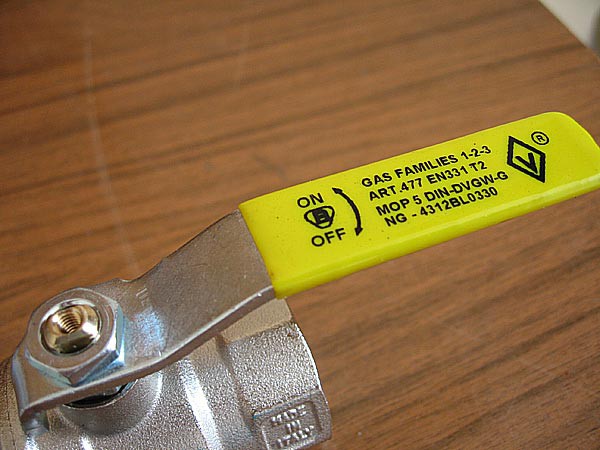 GAS FAMILIES 1-2-3
ART.477 EN331 T2
MOP 5 DIN-DVGW-G
NG - 4312BL0330
ON
OFF
V ®
MADE
IN
ITALY